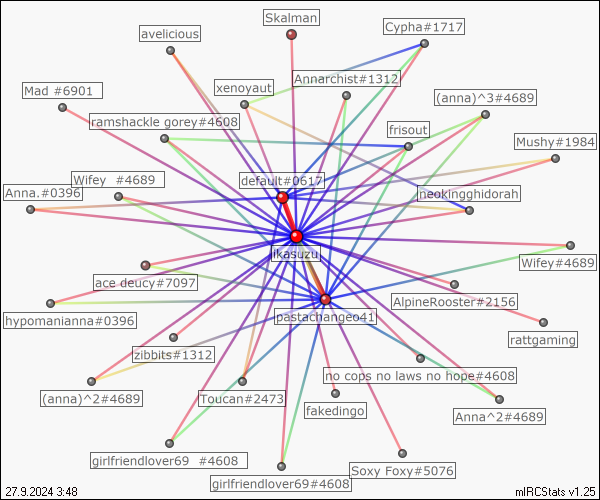 Skalman
avelicious
Cypha#1717
Annarchist#1312
xenoyaut
Mad #6901
(anna)^3#4689
ramshackle gorey#4608
frisout
Mushy#1984
default#0617
Wifey  #4689
Anna.#0396
neokingghidorah
ikasuzu
Wifey#4689
ace deucy#7097
AlpineRooster#2156
hypomanianna#0396
pastachangeo41
rattgaming
zibbits#1312
no cops no laws no hope#4608
(anna)^2#4689
Toucan#2473
fakedingo
Anna^2#4689
girlfriendlover69  #4608
Soxy Foxy#5076
girlfriendlover69#4608
27.9.2024 3:48
mIRCStats v1.25